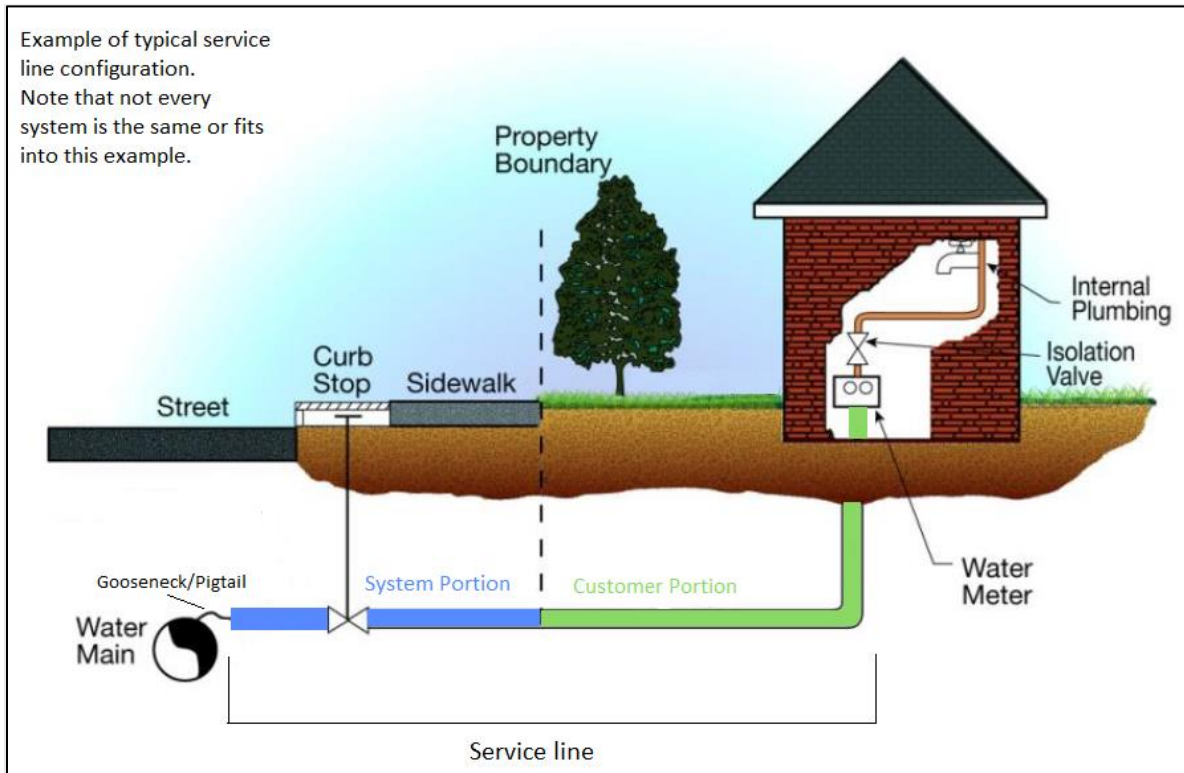 Example of typical service
line configuration.
Note that not every
system is the same or fits
into this example.
Property
Boundary
Internal
Plumbing
Isolation
Valve
Curb
Stop
Sidewalk
Street
Water
Meter
Gooseneck/Pigtail
System Portion
Customer Portion
Water
Main
Service line